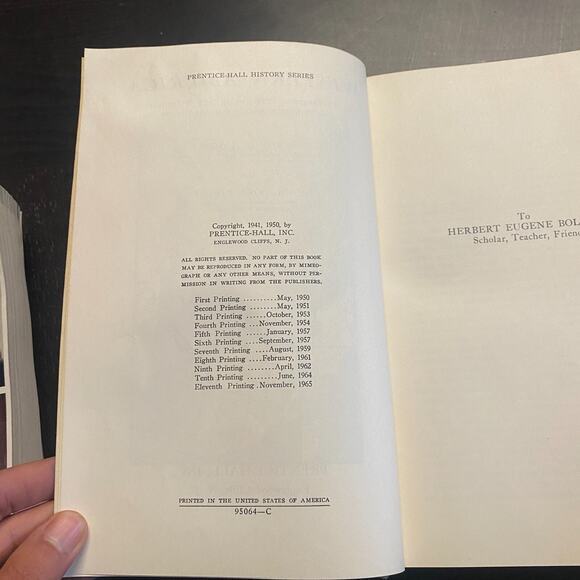 PRENTICE-HALL HISTORY SERIES
Copyright, 1941, 1950, by
PRENTICE-HALL, INC.
ENGLEWOOD CLIFFS, N. J.
ALL RIGHTS RESERVED. NO PART OF THIS BOOK
MAY BE REPRODUCED IN ANY FORM, BY MIMEO-
GRAPH OR ANY OTHER MEANS, WITHOUT PER-
MISSION IN WRITING FROM THE PUBLISHERS.
First Printing ..........May, 1950
Second Printing ........May, 1951
Third Printing ......October, 1953
Fourth Printing ...November, 1954
Fifth Printing ......January, 1957
Sixth Printing ....September, 1957
Seventh Printing ....August, 1959
Eighth Printing ....February, 1961
Ninth Printing ........April, 1962
Tenth Printing ........June, 1964
Eleventh Printing .November, 1965
PRINTED IN THE UNITED STATES OF AMERICA
95064—C
To
HERBERT EUGENE BOL
Scholar, Teacher, Frien